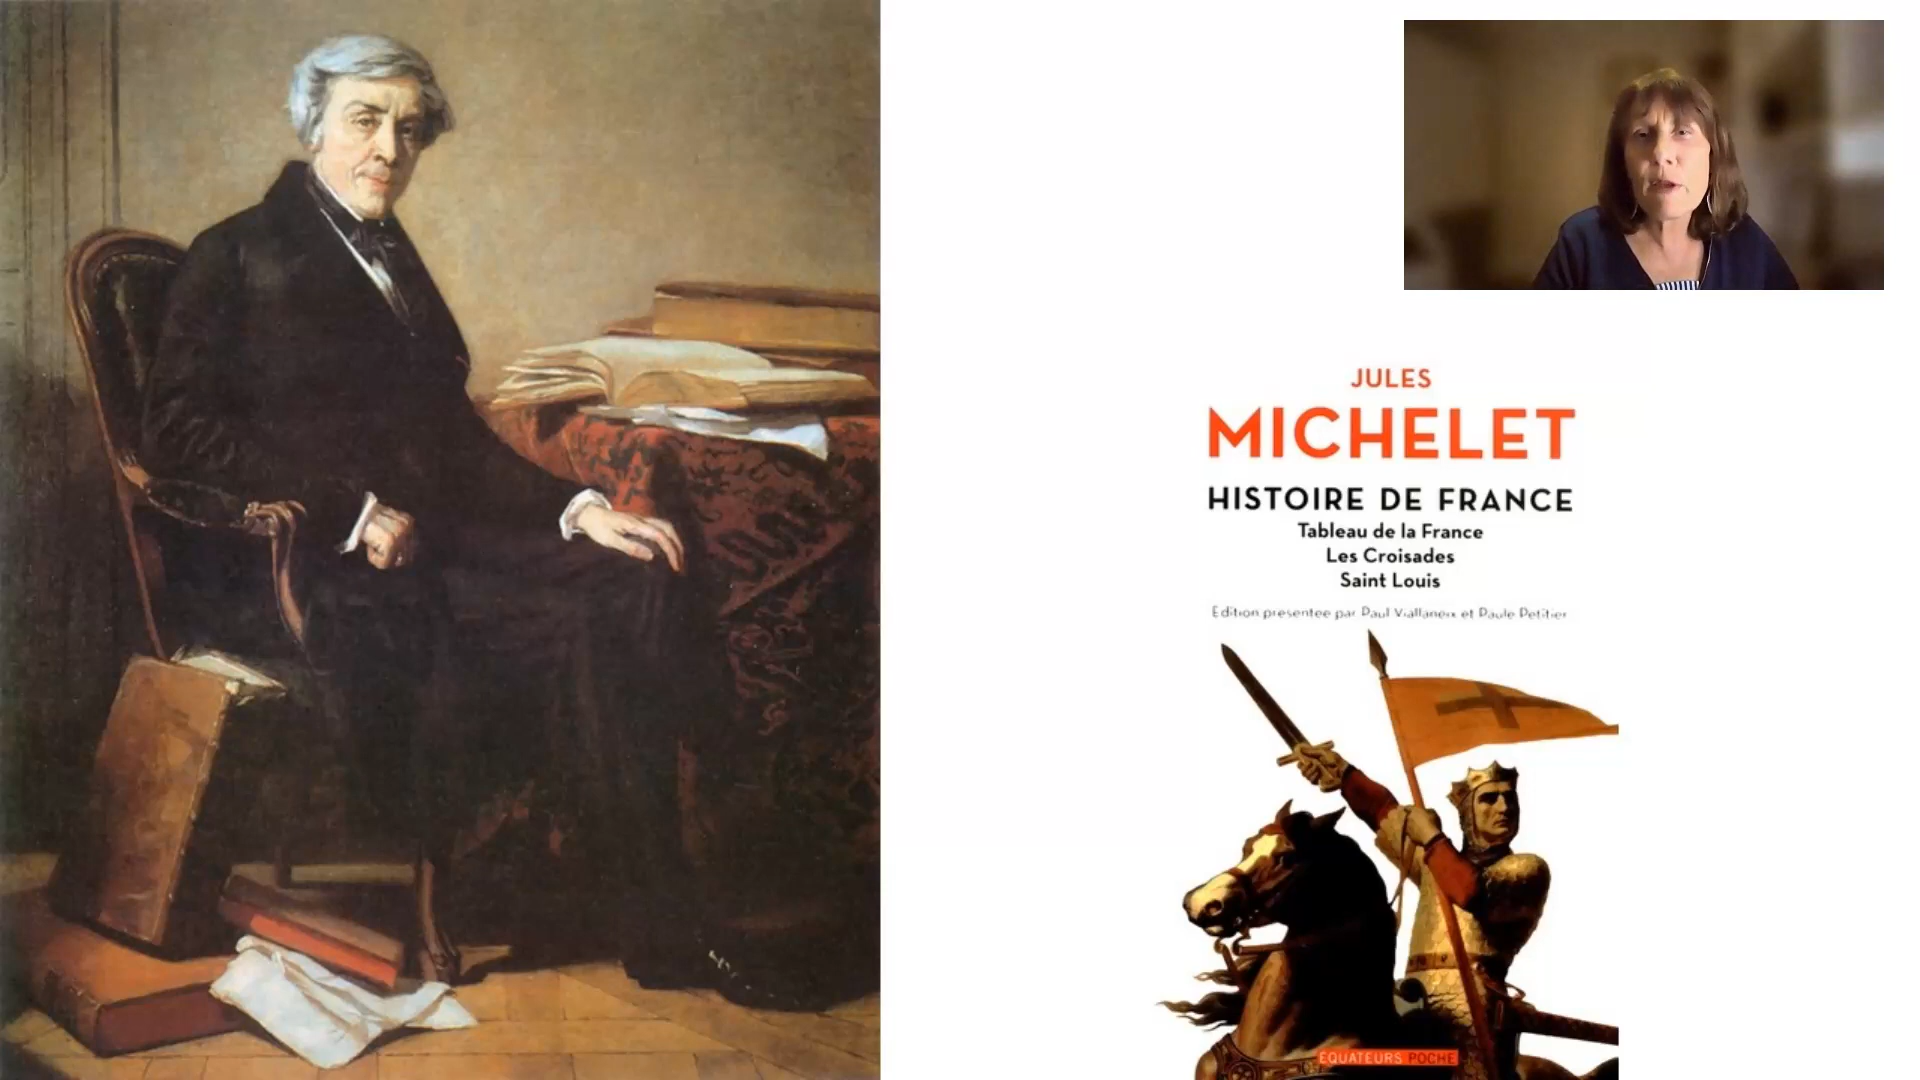 JULES
MICHELET
HISTOIRE DE FRANCE
Tableau de la France
Les Croisades
Saint Louis
Edition presentee par Paul Viallaneix et Paule Petitier
ÉQUATEURS POCHE